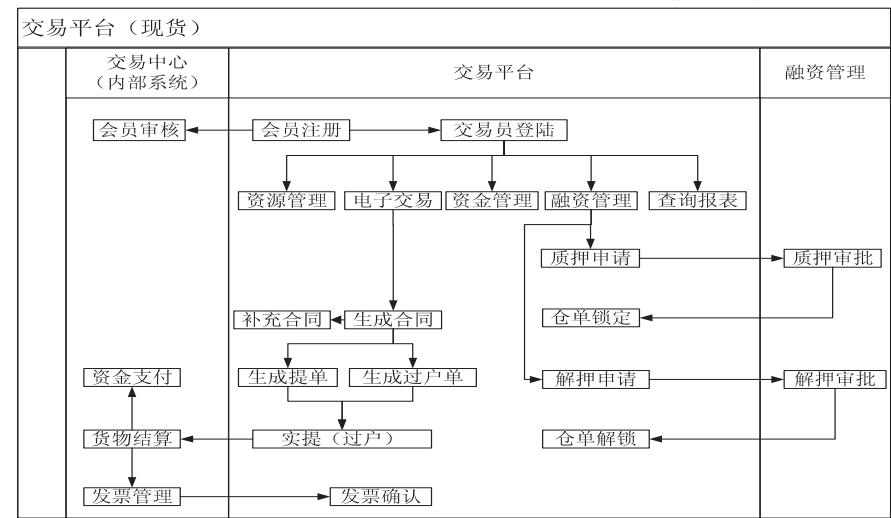 交易平台（现货）
交易中心
（内部系统）
交易平台
融资管理
会员审核
会员注册
交易员登陆
资源管理
电子交易
资金管理
融资管理
查询报表
质押申请
质押审批
补充合同
生成合同
仓单锁定
资金支付
生成提单
生成过户单
解押申请
解押审批
货物结算
实提（过户）
仓单解锁
发票管理
发票确认